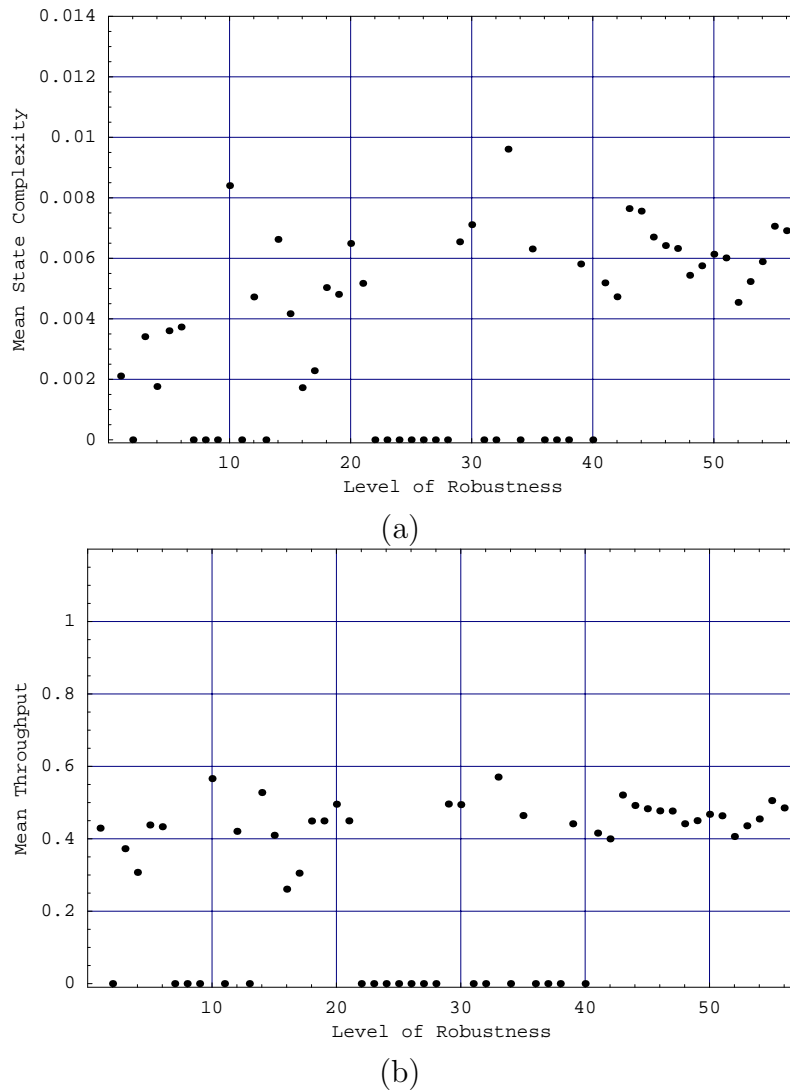 0.014
0.012
0.01
0.008
0.006
0.004
0.002
0
Mean State Complexity
10 20 30 40 50
Level of Robustness
(a)
1
0.8
0.6
0.4
0.2
0
Mean Throughput
10 20 30 40 50
Level of Robustness
(b)